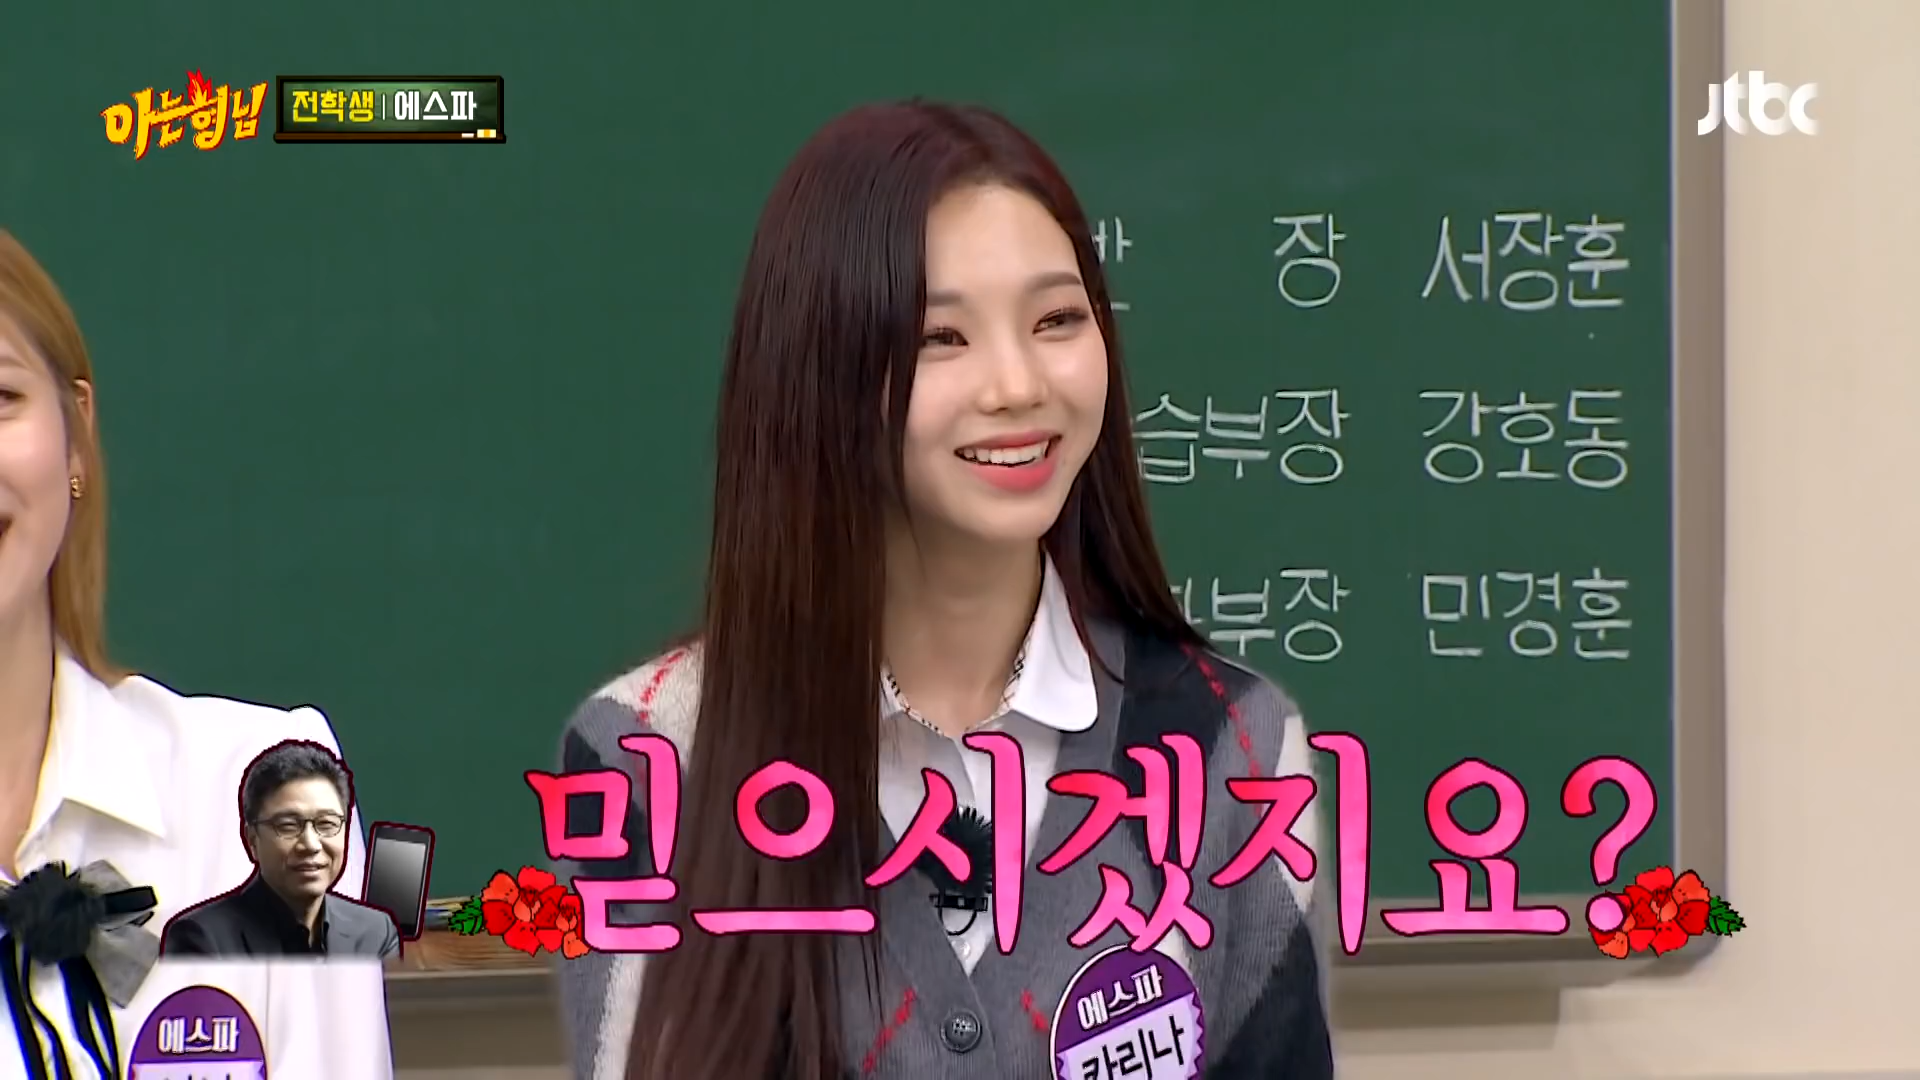 아는형님
전학생 | 에스파
jtbc
장 서장훈
습부장 강호동
부장 민경훈
믿으시겠지요?
에스파
카리나
에스파